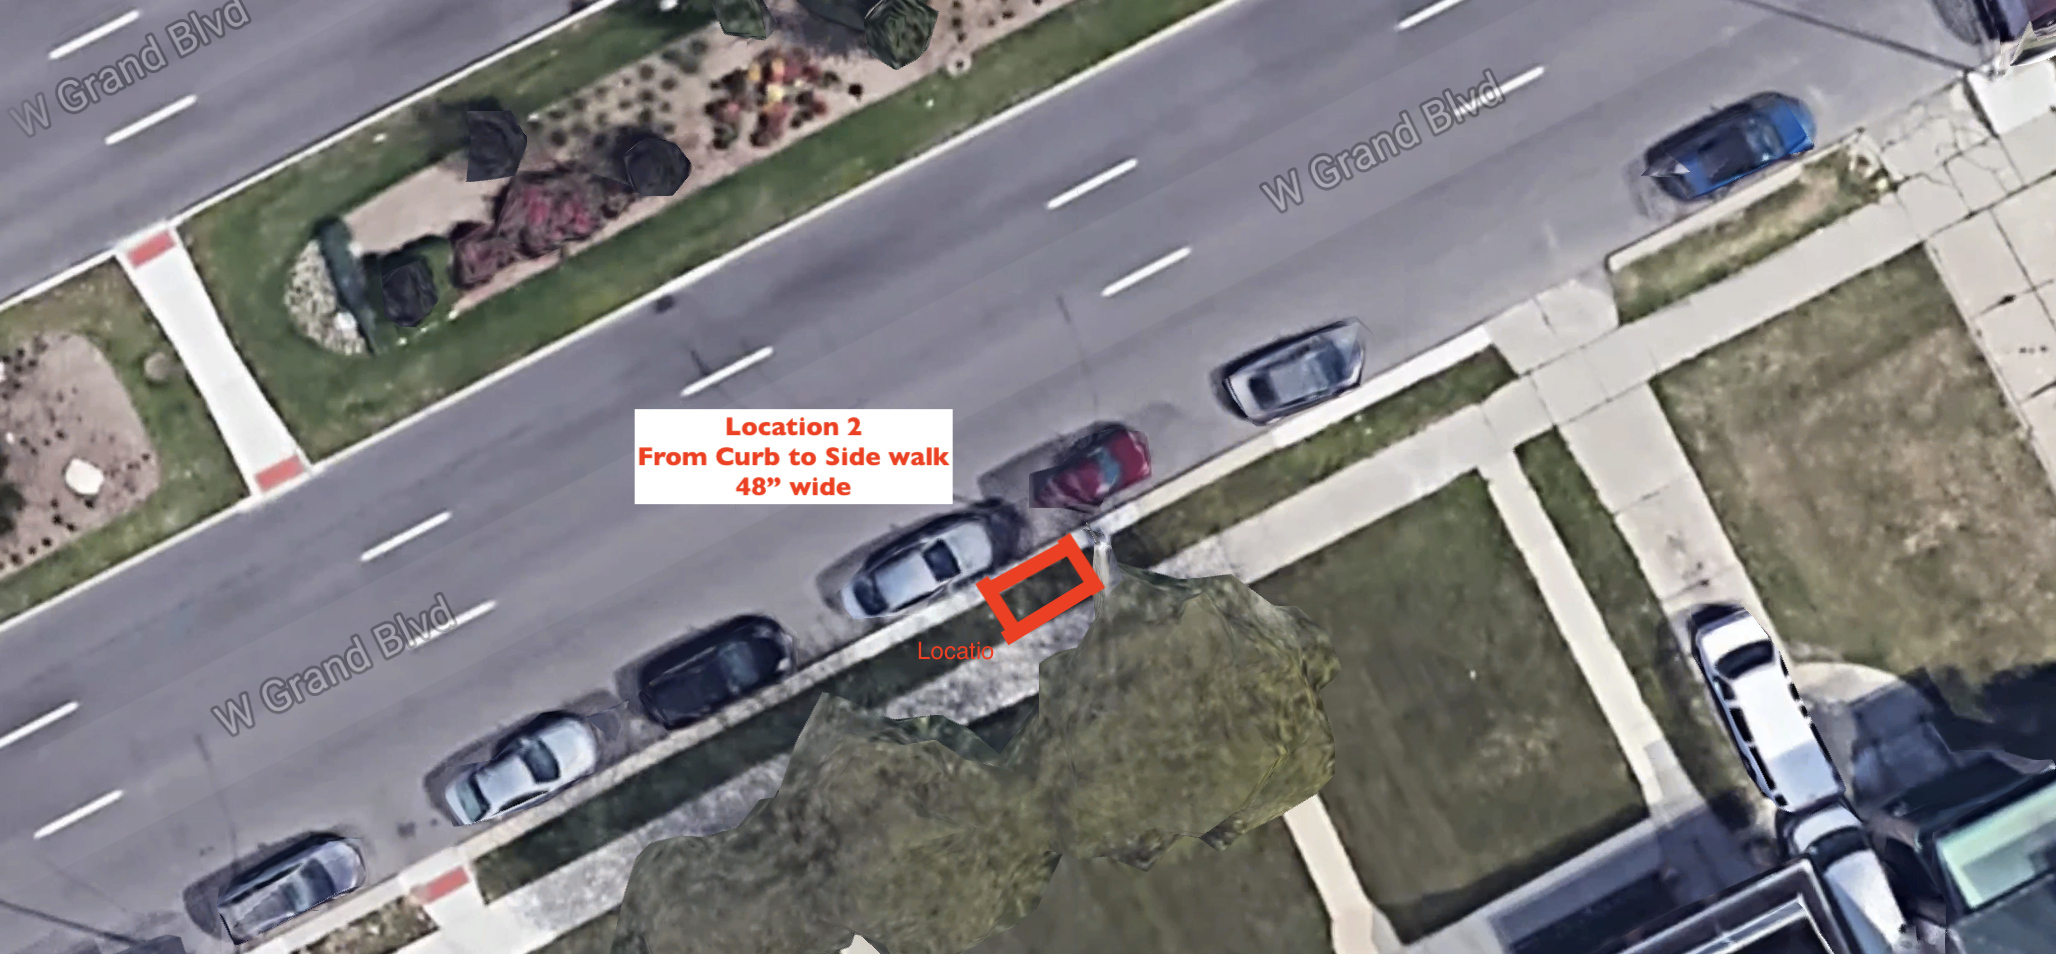 W Grand Blvd
W Grand Blvd
Location 2
From Curb to Side walk
48” wide
Locatio
W Grand Blvd